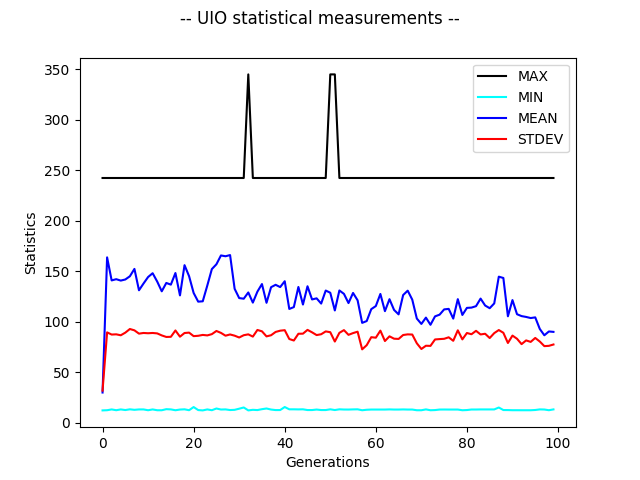 -- UIO statistical measurements --
350
300
250
200
150
100
50
0
Statistics
MAX
MIN
MEAN
STDEV
0 20 40 60 80 100
Generations